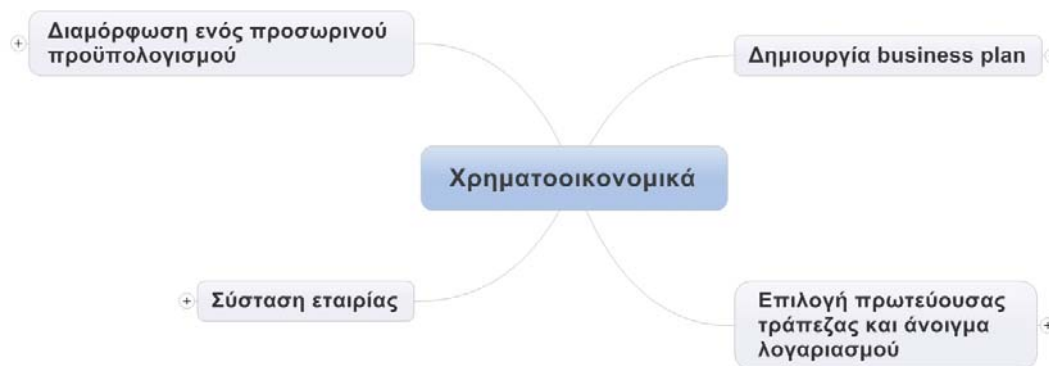 Διαμόρφωση ενός προσωρινού
προϋπολογισμού
Δημιουργία business plan
Χρηματοοικονομικά
Σύσταση εταιρίας
Επιλογή πρωτεύουσας
τράπεζας και άνοιγμα
λογαριασμού